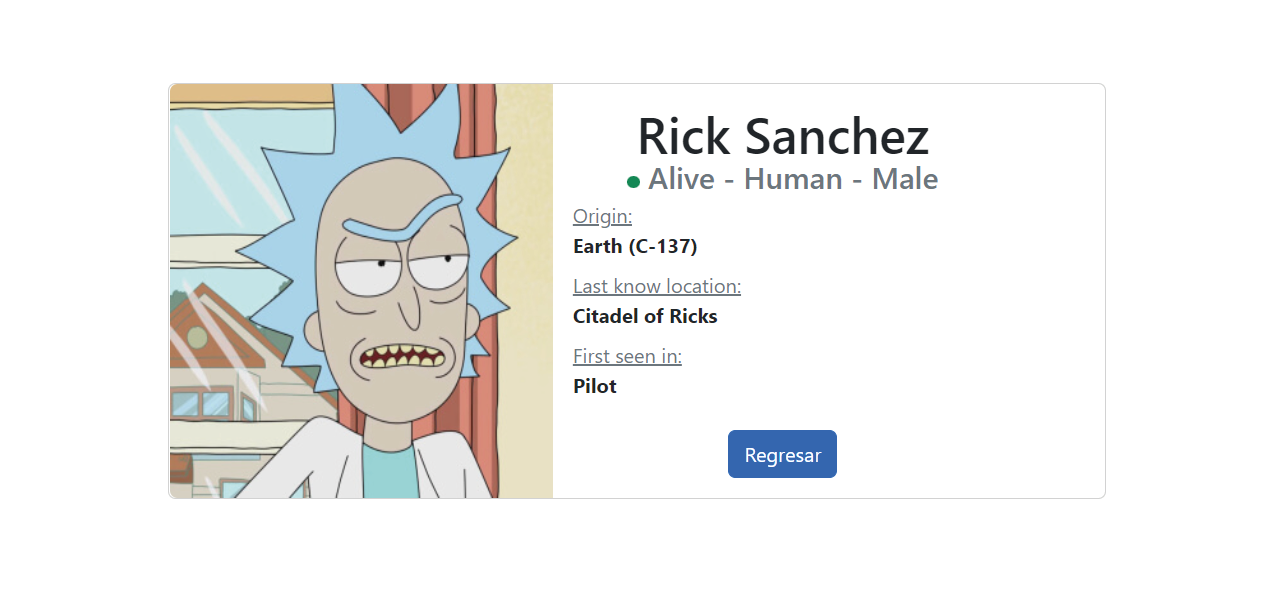 Rick Sanchez
Alive - Human - Male
Origin:
Earth (C-137)
Last know location:
Citadel of Ricks
First seen in:
Pilot
Regresar